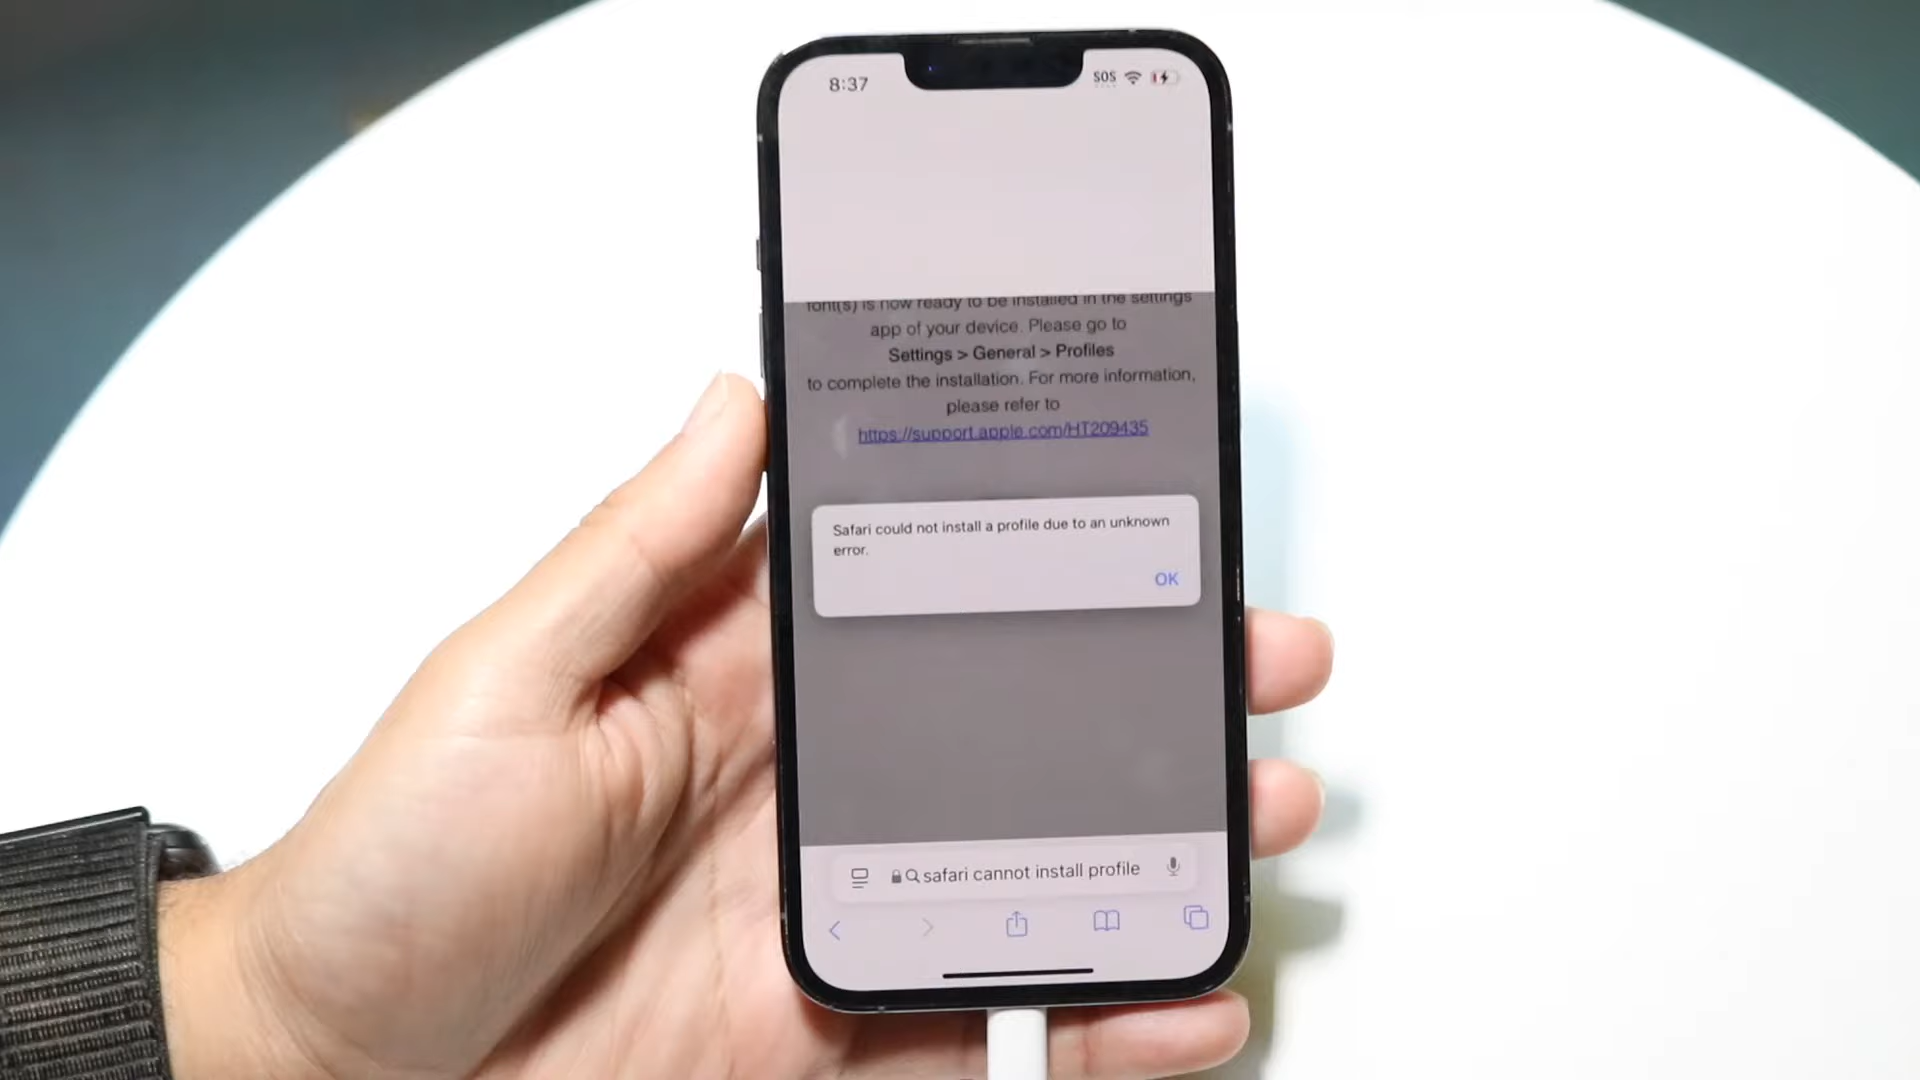 8:37
SOS
font(s) is now ready to be installed in the settings
app of your device. Please go to
Settings > General > Profiles
to complete the installation. For more information,
please refer to
https://support.apple.com/HT209435
Safari could not install a profile due to an unknown
error.
OK
safari cannot install profile